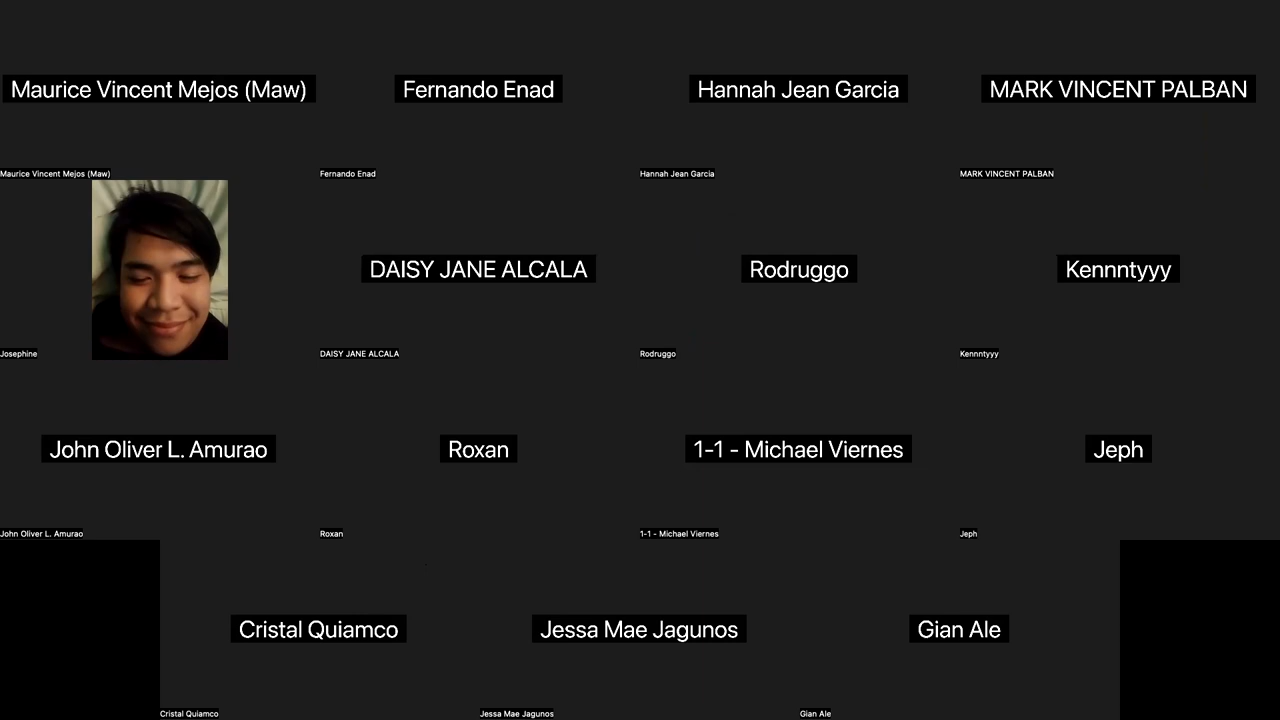 Maurice Vincent Mejos (Maw)
Fernando Enad
Hannah Jean Garcia
MARK VINCENT PALBAN
Maurice Vincent Mejos (Maw)
Fernando Enad
Hannah Jean Garcia
MARK VINCENT PALBAN
DAISY JANE ALCALA
Rodruggo
Kennntyyy
Josephine
DAISY JANE ALCALA
Rodruggo
Kennntyyy
John Oliver L. Amurao
Roxan
1-1 - Michael Viernes
Jeph
John Oliver L. Amurao
Roxan
1-1 - Michael Viernes
Jeph
Cristal Quiamco
Jessa Mae Jagunos
Gian Ale
Cristal Quiamco
Jessa Mae Jagunos
Gian Ale